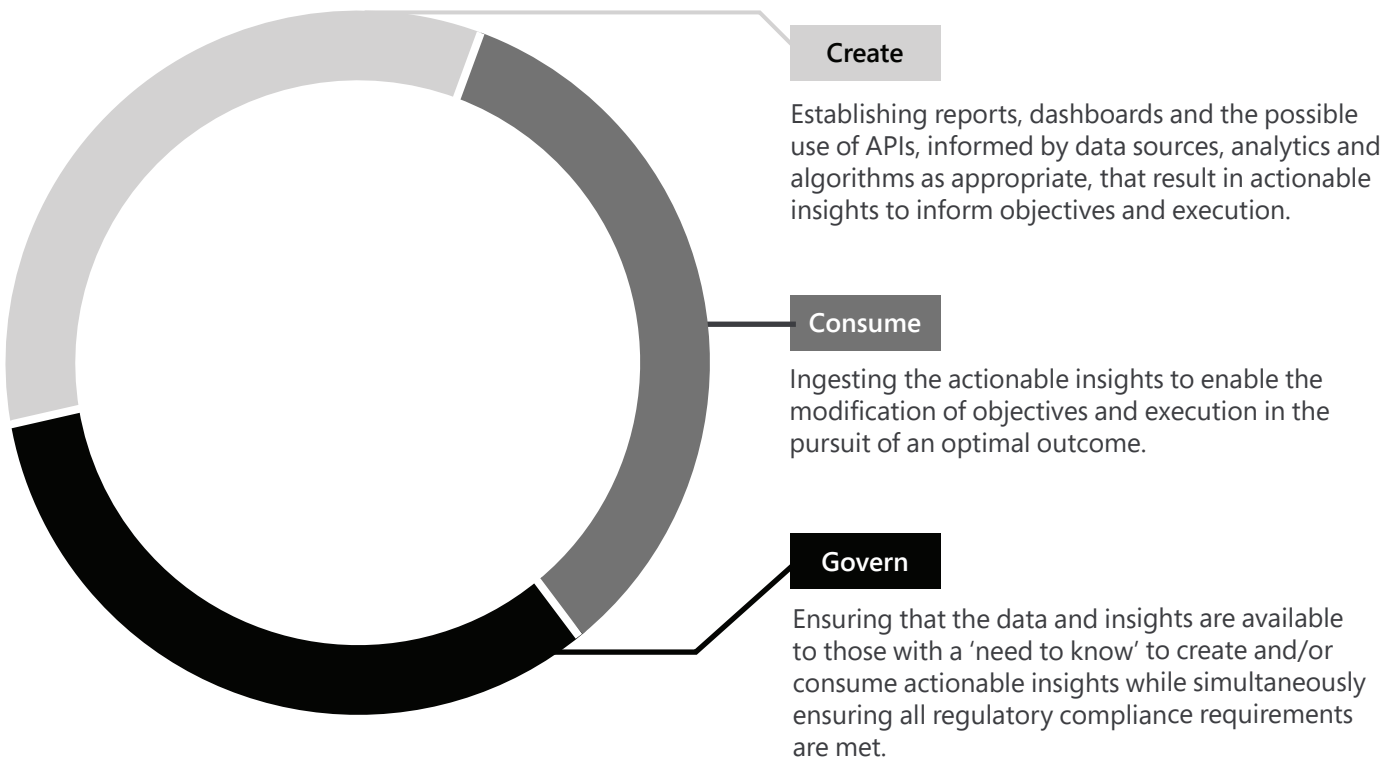 Create
Establishing reports, dashboards and the possible
use of APIs, informed by data sources, analytics and
algorithms as appropriate, that result in actionable
insights to inform objectives and execution.
Consume
Ingesting the actionable insights to enable the
modification of objectives and execution in the
pursuit of an optimal outcome.
Govern
Ensuring that the data and insights are available
to those with a ‘need to know’ to create and/or
consume actionable insights while simultaneously
ensuring all regulatory compliance requirements
are met.